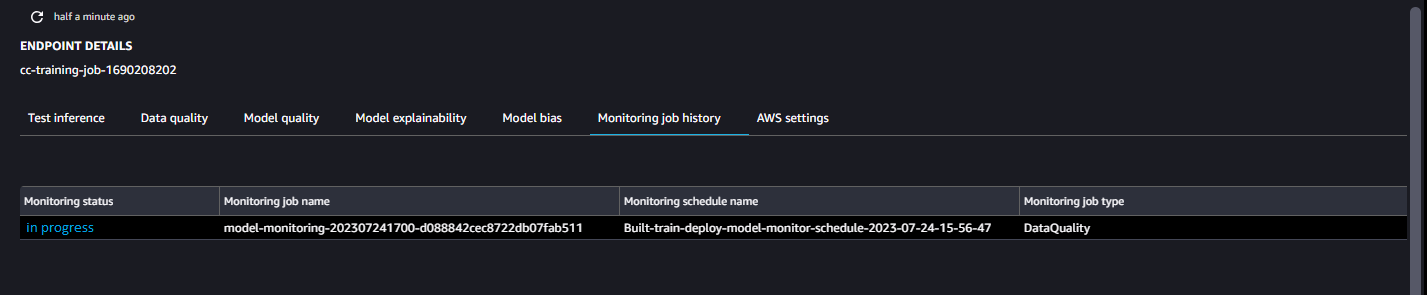 half a minute ago
ENDPOINT DETAILS
cc-training-job-1690208202
Test inference Data quality Model quality Model explainability Model bias Monitoring job history AWS settings
Monitoring status Monitoring job name Monitoring schedule name Monitoring job type
in progress model-monitoring-202307241700-d088842cec8722db07fab511 Built-train-deploy-model-monitor-schedule-2023-07-24-15-56-47 DataQuality